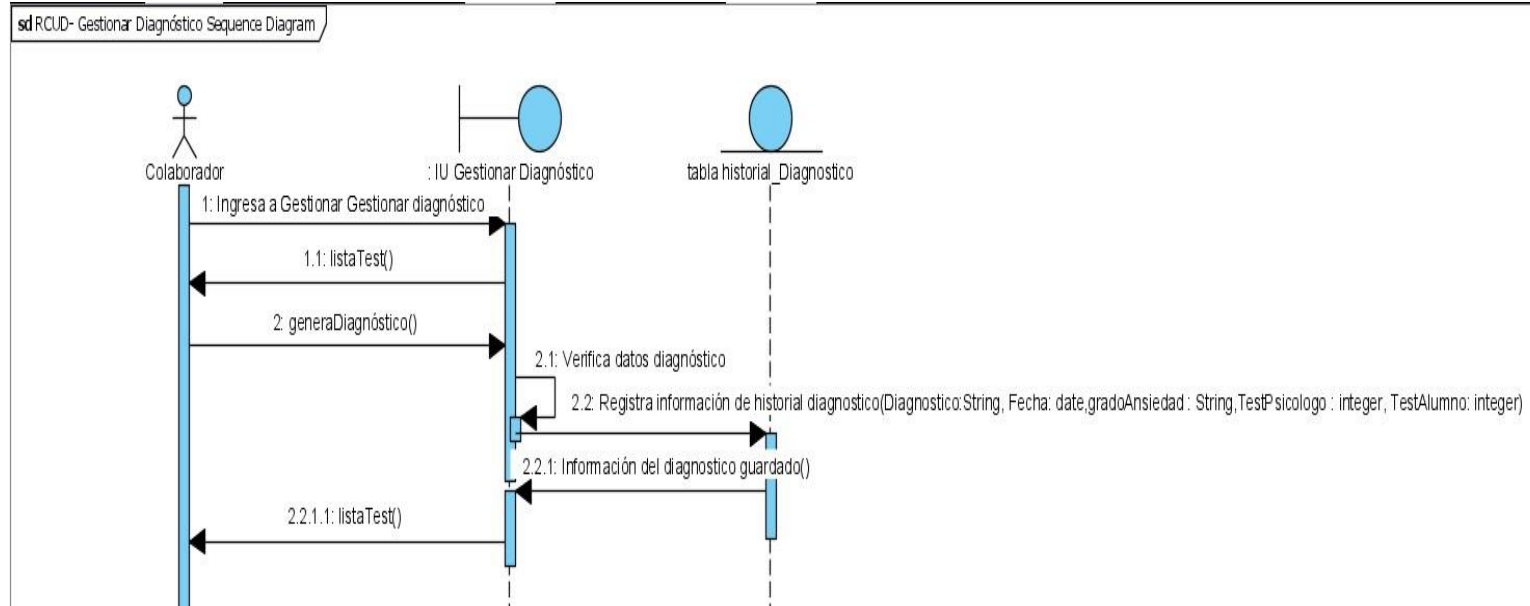 sd RCUD- Gestionar Diagnóstico Sequence Diagram
Colaborador
: IU Gestionar Diagnóstico
tabla historial_Diagnostico
1: Ingresa a Gestionar Gestionar diagnóstico
1.1: listaTest()
2: generaDiagnóstico()
2.1: Verifica datos diagnóstico
2.2: Registra información de historial diagnostico(Diagnostico:String, Fecha: date,gradoAnsiedad : String,TestPsicologo : integer, TestAlumno: integer)
2.2.1: Información del diagnostico guardado()
2.2.1.1: listaTest()